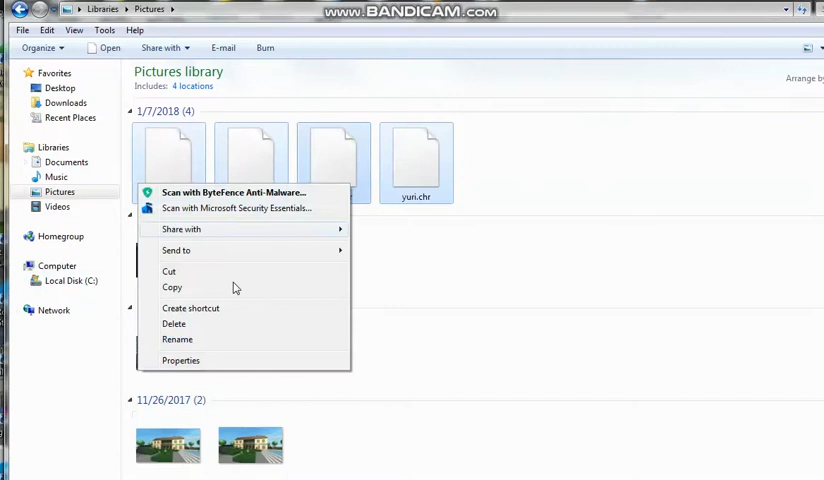 www.BANDICAM.com
Libraries Pictures
File Edit View Tools Help
Organize Open Share with E-mail Burn
Pictures library
Includes: 4 locations
Arrange by
Favorites
Desktop
Downloads
Recent Places
Libraries
Documents
Music
Pictures
Videos
Homegroup
Computer
Local Disk (C:)
Network
1/7/2018 (4)
yuri.chr
Scan with ByteFence Anti-Malware...
Scan with Microsoft Security Essentials...
Share with
Send to
Cut
Copy
Create shortcut
Delete
Rename
Properties
11/26/2017 (2)